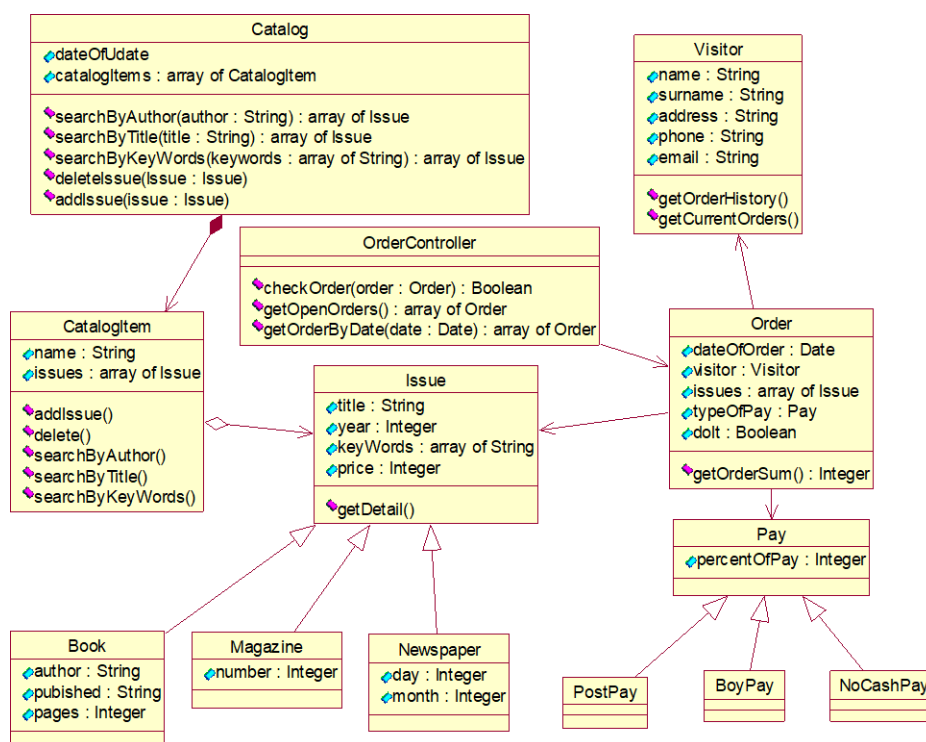 Catalog
dateOfUdate
catalogItems : array of CatalogItem
searchByAuthor(author : String) : array of Issue
searchByTitle(title : String) : array of Issue
searchByKeyWords(keywords : array of String) : array of Issue
deleteIssue(Issue : Issue)
addIssue(issue : Issue)
Visitor
name : String
surname : String
address : String
phone : String
email : String
getOrderHistory()
getCurrentOrders()
OrderController
checkOrder(order : Order) : Boolean
getOpenOrders() : array of Order
getOrderByDate(date : Date) : array of Order
CatalogItem
name : String
issues : array of Issue
addIssue()
delete()
searchByAuthor()
searchByTitle()
searchByKeyWords()
Issue
title : String
year : Integer
keyWords : array of String
price : Integer
getDetail()
Order
dateOfOrder : Date
visitor : Visitor
issues : array of Issue
typeOfPay : Pay
doIt : Boolean
getOrderSum() : Integer
Pay
percentOfPay : Integer
Book
author : String
pubished : String
pages : Integer
Magazine
number : Integer
Newspaper
day : Integer
month : Integer
PostPay
BoyPay
NoCashPay